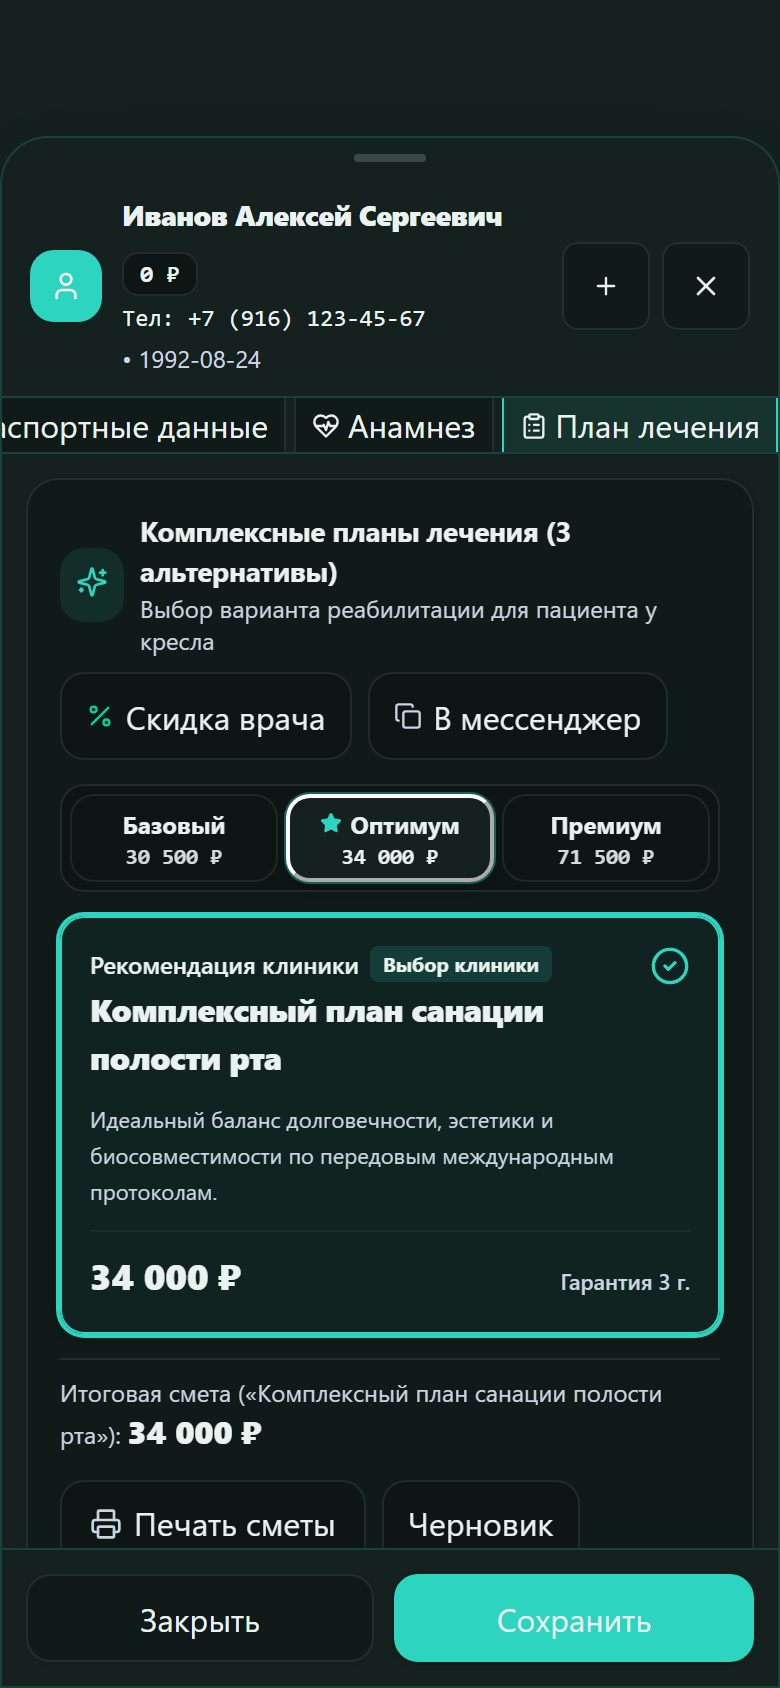 Иванов Алексей Сергеевич
0 ₽
Тел: +7 (916) 123-45-67
• 1992-08-24
аспортные данные
Анамнез
План лечения
Комплексные планы лечения (3
альтернативы)
Выбор варианта реабилитации для пациента у
кресла
Скидка врача
В мессенджер
Базовый
30 500 ₽
Оптимум
34 000 ₽
Премиум
71 500 ₽
Рекомендация клиники Выбор клиники
Комплексный план санации
полости рта
Идеальный баланс долговечности, эстетики и
биосовместимости по передовым международным
протоколам.
34 000 ₽
Гарантия 3 г.
Итоговая смета («Комплексный план санации полости
рта»): 34 000 ₽
Печать сметы
Черновик
Закрыть
Сохранить